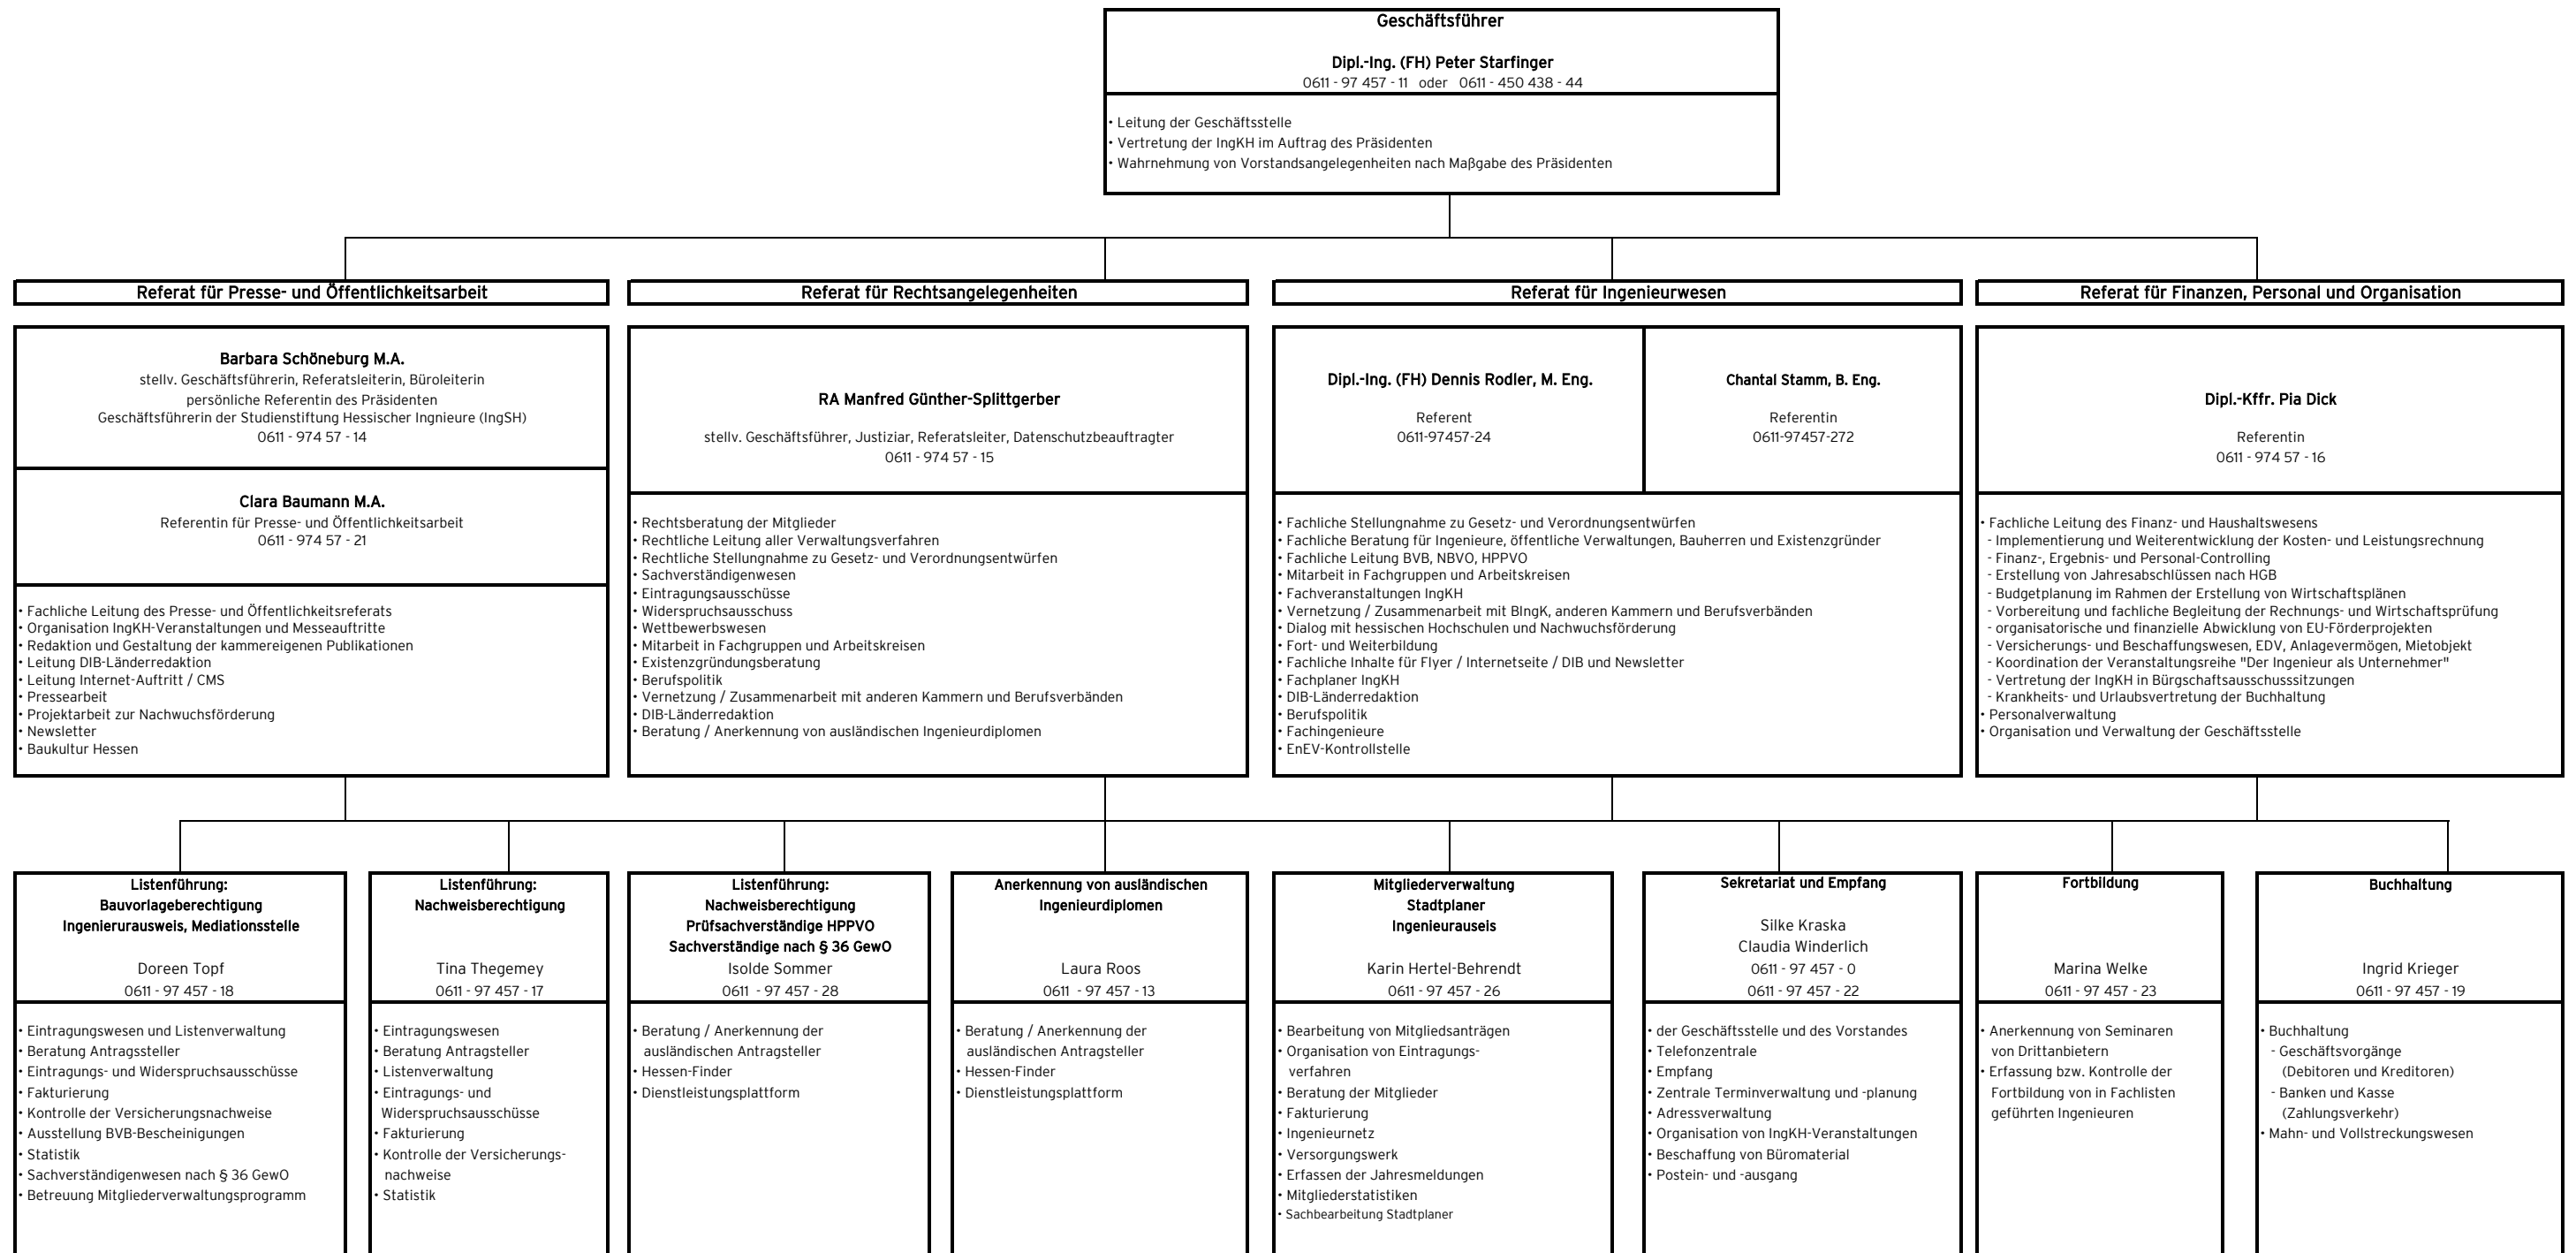 Geschäftsführer
Dipl.-Ing. (FH) Peter Starfinger
0611 - 97 457 - 11 oder 0611 - 450 438 - 44
• Leitung der Geschäftsstelle
• Vertretung der IngKH im Auftrag des Präsidenten
• Wahrnehmung von Vorstandsangelegenheiten nach Maßgabe des Präsidenten
Referat für Presse- und Öffentlichkeitsarbeit
Barbara Schöneburg M.A.
stellv. Geschäftsführerin, Referatsleiterin, Büroleiterin
persönliche Referentin des Präsidenten
Geschäftsführerin der Studienstiftung Hessischer Ingnieure (IngSH)
0611 - 974 57 - 14
Clara Baumann M.A.
Referentin für Presse- und Öffentlichkeitsarbeit
0611 - 974 57 - 21
• Fachliche Leitung des Presse- und Öffentlichkeitsreferats
• Organisation IngKH-Veranstaltungen und Messeauftritte
• Redaktion und Gestaltung der kammereigenen Publikationen
• Leitung DIB-Länderredaktion
• Leitung Internet-Auftritt / CMS
• Pressearbeit
• Projektarbeit zur Nachwuchsförderung
• Newsletter
• Baukultur Hessen
Referat für Rechtsangelegenheiten
RA Manfred Günther-Splittgerber
stellv. Geschäftsführer, Justiziar, Referatsleiter, Datenschutzbeauftragter
0611 - 974 57 - 15
• Rechtsberatung der Mitglieder
• Rechtliche Leitung aller Verwaltungsverfahren
• Rechtliche Stellungnahme zu Gesetz- und Verordnungsentwürfen
• Sachverständigenwesen
• Eintragungsausschüsse
• Widerspruchsausschuss
• Wettbewerbswesen
• Mitarbeit in Fachgruppen und Arbeitskreisen
• Existenzgründungsberatung
• Berufspolitik
• Vernetzung / Zusammenarbeit mit anderen Kammern und Berufsverbänden
• DIB-Länderredaktion
• Beratung / Anerkennung von ausländischen Ingenieurdiplomen
Referat für Ingenieurwesen
Dipl.-Ing. (FH) Dennis Rodler, M. Eng.
Referent
0611-97457-24
Chantal Stamm, B. Eng.
Referentin
0611-97457-272
• Fachliche Stellungnahme zu Gesetz- und Verordnungsentwürfen
• Fachliche Beratung für Ingenieure, öffentliche Verwaltungen, Bauherren und Existenzgründer
• Fachliche Leitung BVB, NBVO, HPPVO
• Mitarbeit in Fachgruppen und Arbeitskreisen
• Fachveranstaltungen IngKH
• Vernetzung / Zusammenarbeit mit BIngK, anderen Kammern und Berufsverbänden
• Dialog mit hessischen Hochschulen und Nachwuchsförderung
• Fort- und Weiterbildung
• Fachliche Inhalte für Flyer / Internetseite / DIB und Newsletter
• Fachplaner IngKH
• DIB-Länderredaktion
• Berufspolitik
• Fachingenieure
• EnEV-Kontrollstelle
Referat für Finanzen, Personal und Organisation
Dipl.-Kffr. Pia Dick
Referentin
0611 - 974 57 - 16
• Fachliche Leitung des Finanz- und Haushaltswesens
- Implementierung und Weiterentwicklung der Kosten- und Leistungsrechnung
- Finanz-, Ergebnis- und Personal-Controlling
- Erstellung von Jahresabschlüssen nach HGB
- Budgetplanung im Rahmen der Erstellung von Wirtschaftsplänen
- Vorbereitung und fachliche Begleitung der Rechnungs- und Wirtschaftsprüfung
- organisatorische und finanzielle Abwicklung von EU-Förderprojekten
- Versicherungs- und Beschaffungswesen, EDV, Anlagevermögen, Mietobjekt
- Koordination der Veranstaltungsreihe "Der Ingenieur als Unternehmer"
- Vertretung der IngKH in Bürgschaftsausschusssitzungen
- Krankheits- und Urlaubsvertretung der Buchhaltung
• Personalverwaltung
• Organisation und Verwaltung der Geschäftsstelle
Listenführung:
Bauvorlageberechtigung
Ingenierurausweis, Mediationsstelle
Doreen Topf
0611 - 97 457 - 18
• Eintragungswesen und Listenverwaltung
• Beratung Antragssteller
• Eintragungs- und Widerspruchsausschüsse
• Fakturierung
• Kontrolle der Versicherungsnachweise
• Ausstellung BVB-Bescheinigungen
• Statistik
• Sachverständigenwesen nach § 36 GewO
• Betreuung Mitgliederverwaltungsprogramm
Listenführung:
Nachweisberechtigung
Tina Thegemey
0611 - 97 457 - 17
• Eintragungswesen
• Beratung Antragsteller
• Listenverwaltung
• Eintragungs- und
Widerspruchsausschüsse
• Fakturierung
• Kontrolle der Versicherungs-
nachweise
• Statistik
Listenführung:
Nachweisberechtigung
Prüfsachverständige HPPVO
Sachverständige nach § 36 GewO
Isolde Sommer
0611 - 97 457 - 28
• Beratung / Anerkennung der
ausländischen Antragsteller
• Hessen-Finder
• Dienstleistungsplattform
Anerkennung von ausländischen
Ingenieurdiplomen
Laura Roos
0611 - 97 457 - 13
• Beratung / Anerkennung der
ausländischen Antragsteller
• Hessen-Finder
• Dienstleistungsplattform
Mitgliederverwaltung
Stadtplaner
Ingenieurauseis
Karin Hertel-Behrendt
0611 - 97 457 - 26
• Bearbeitung von Mitgliedsanträgen
• Organisation von Eintragungs-
verfahren
• Beratung der Mitglieder
• Fakturierung
• Ingenieurnetz
• Versorgungswerk
• Erfassen der Jahresmeldungen
• Mitgliederstatistiken
• Sachbearbeitung Stadtplaner
Sekretariat und Empfang
Silke Kraska
Claudia Winderlich
0611 - 97 457 - 0
0611 - 97 457 - 22
• der Geschäftsstelle und des Vorstandes
• Telefonzentrale
• Empfang
• Zentrale Terminverwaltung und -planung
• Adressverwaltung
• Organisation von IngKH-Veranstaltungen
• Beschaffung von Büromaterial
• Postein- und -ausgang
Fortbildung
Marina Welke
0611 - 97 457 - 23
• Anerkennung von Seminaren
von Drittanbietern
• Erfassung bzw. Kontrolle der
Fortbildung von in Fachlisten
geführten Ingenieuren
Buchhaltung
Ingrid Krieger
0611 - 97 457 - 19
• Buchhaltung
- Geschäftsvorgänge
(Debitoren und Kreditoren)
- Banken und Kasse
(Zahlungsverkehr)
• Mahn- und Vollstreckungswesen